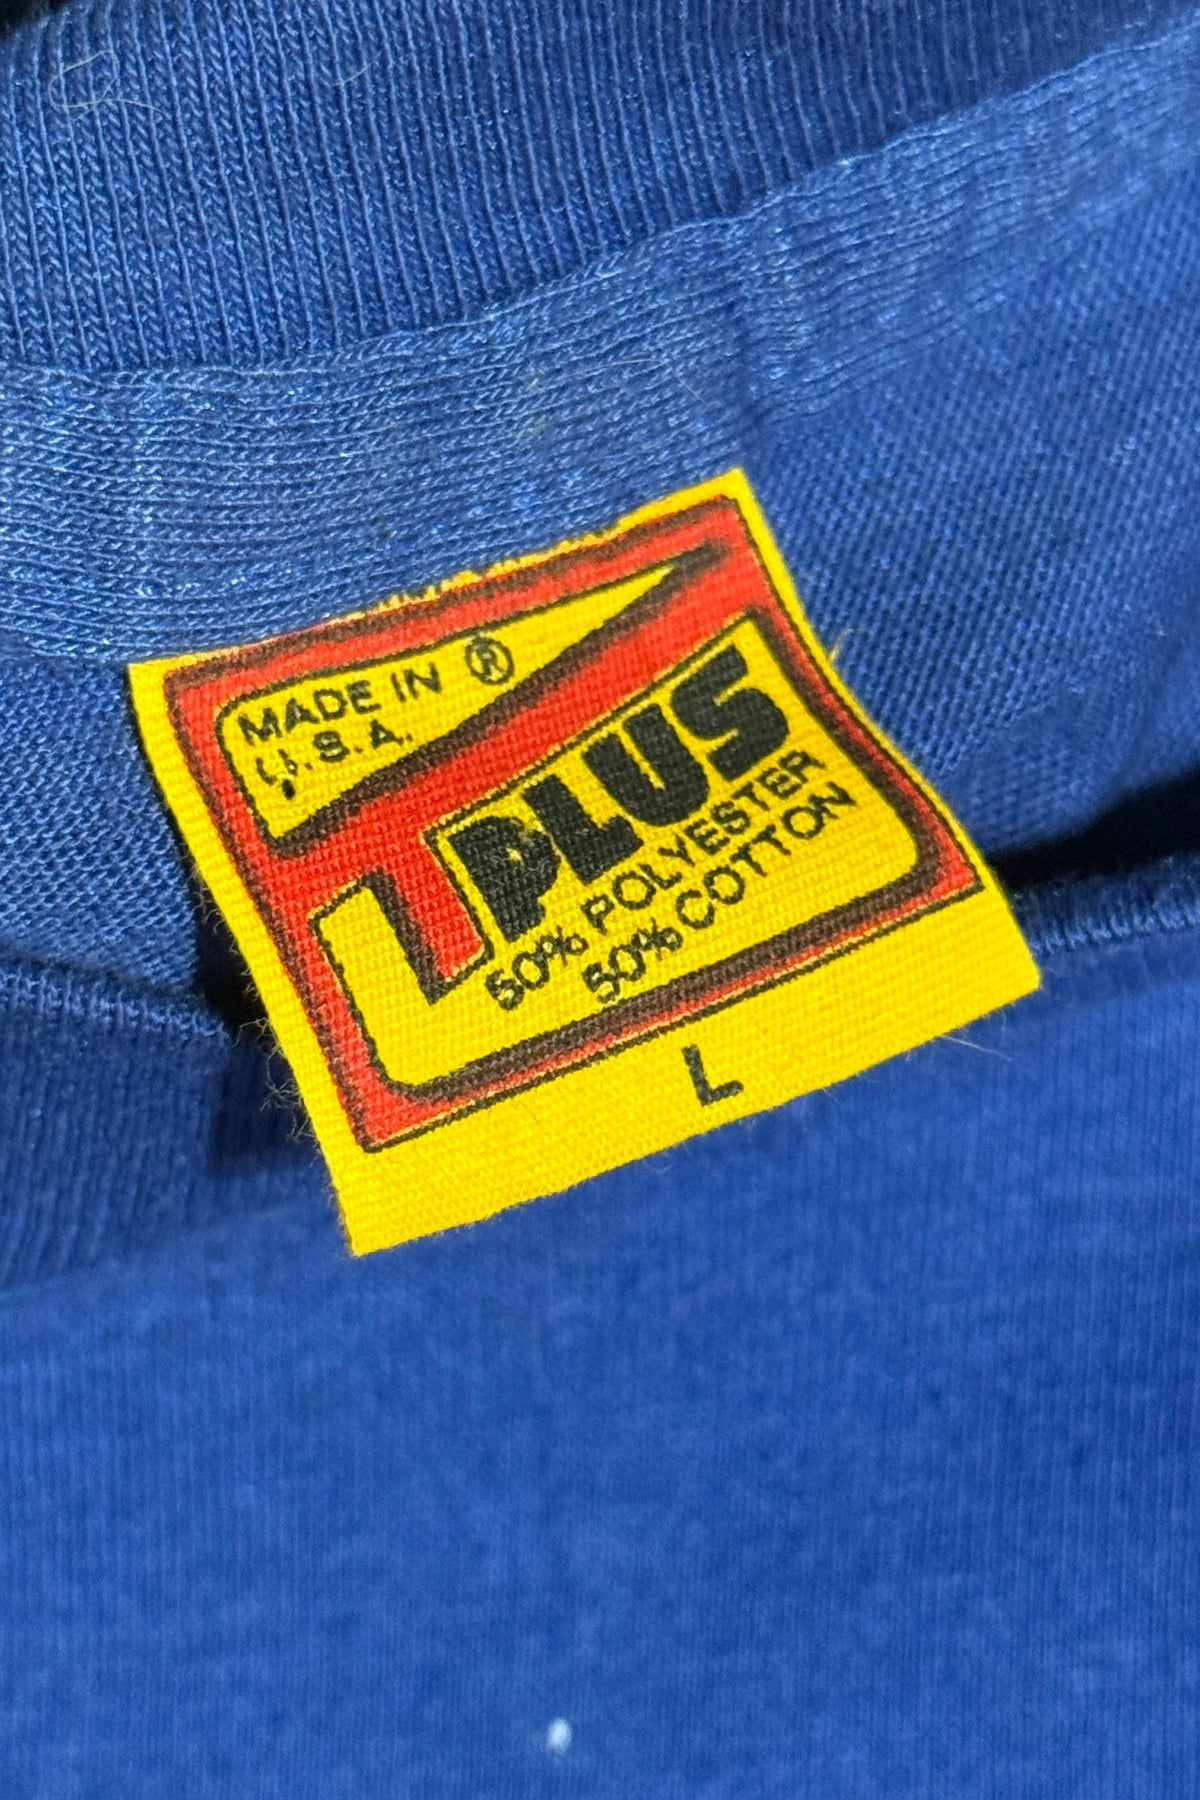 MADE IN ®
U.S.A.
PLUS
50% POLYESTER
50% COTTON
L